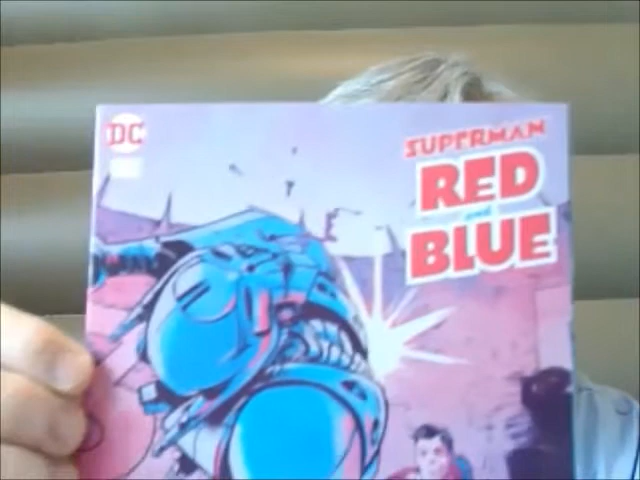 DC
SUPERMAN
RED
and
BLUE